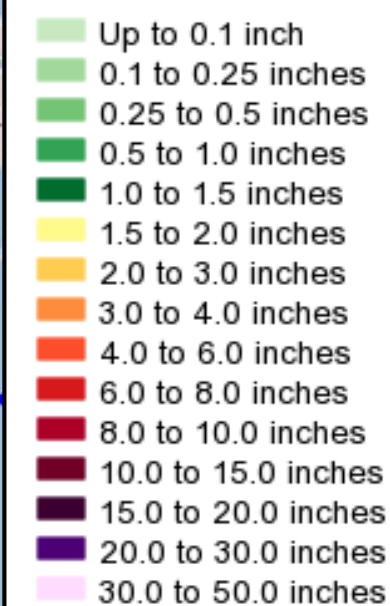 Up to 0.1 inch
0.1 to 0.25 inches
0.25 to 0.5 inches
0.5 to 1.0 inches
1.0 to 1.5 inches
1.5 to 2.0 inches
2.0 to 3.0 inches
3.0 to 4.0 inches
4.0 to 6.0 inches
6.0 to 8.0 inches
8.0 to 10.0 inches
10.0 to 15.0 inches
15.0 to 20.0 inches
20.0 to 30.0 inches
30.0 to 50.0 inches